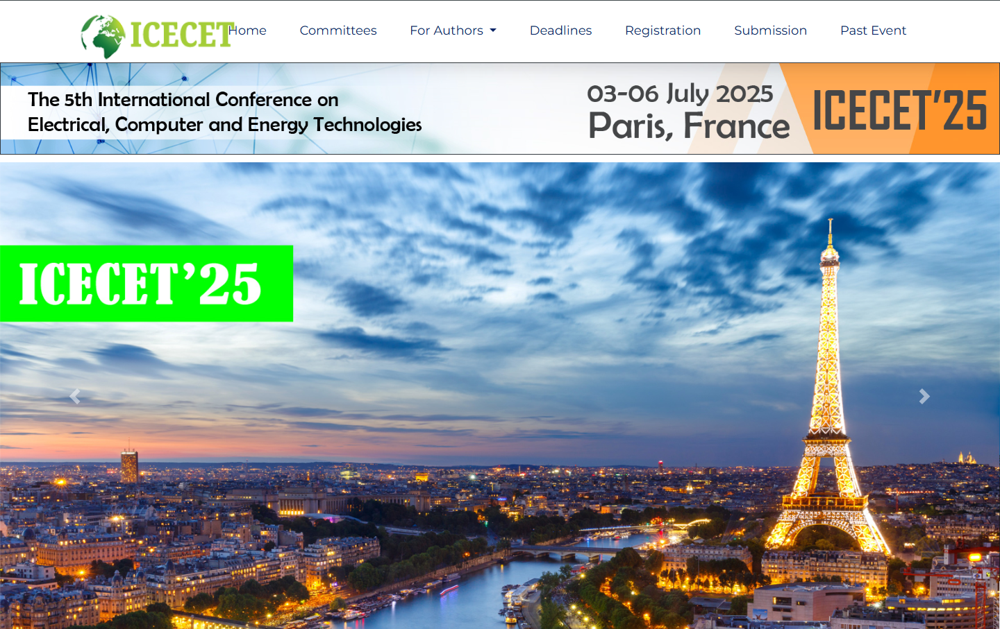 ICECET
Home
Committees
For Authors
Deadlines
Registration
Submission
Past Event
The 5th International Conference on
Electrical, Computer and Energy Technologies
03-06 July 2025
Paris, France
ICECET'25
ICECET’25